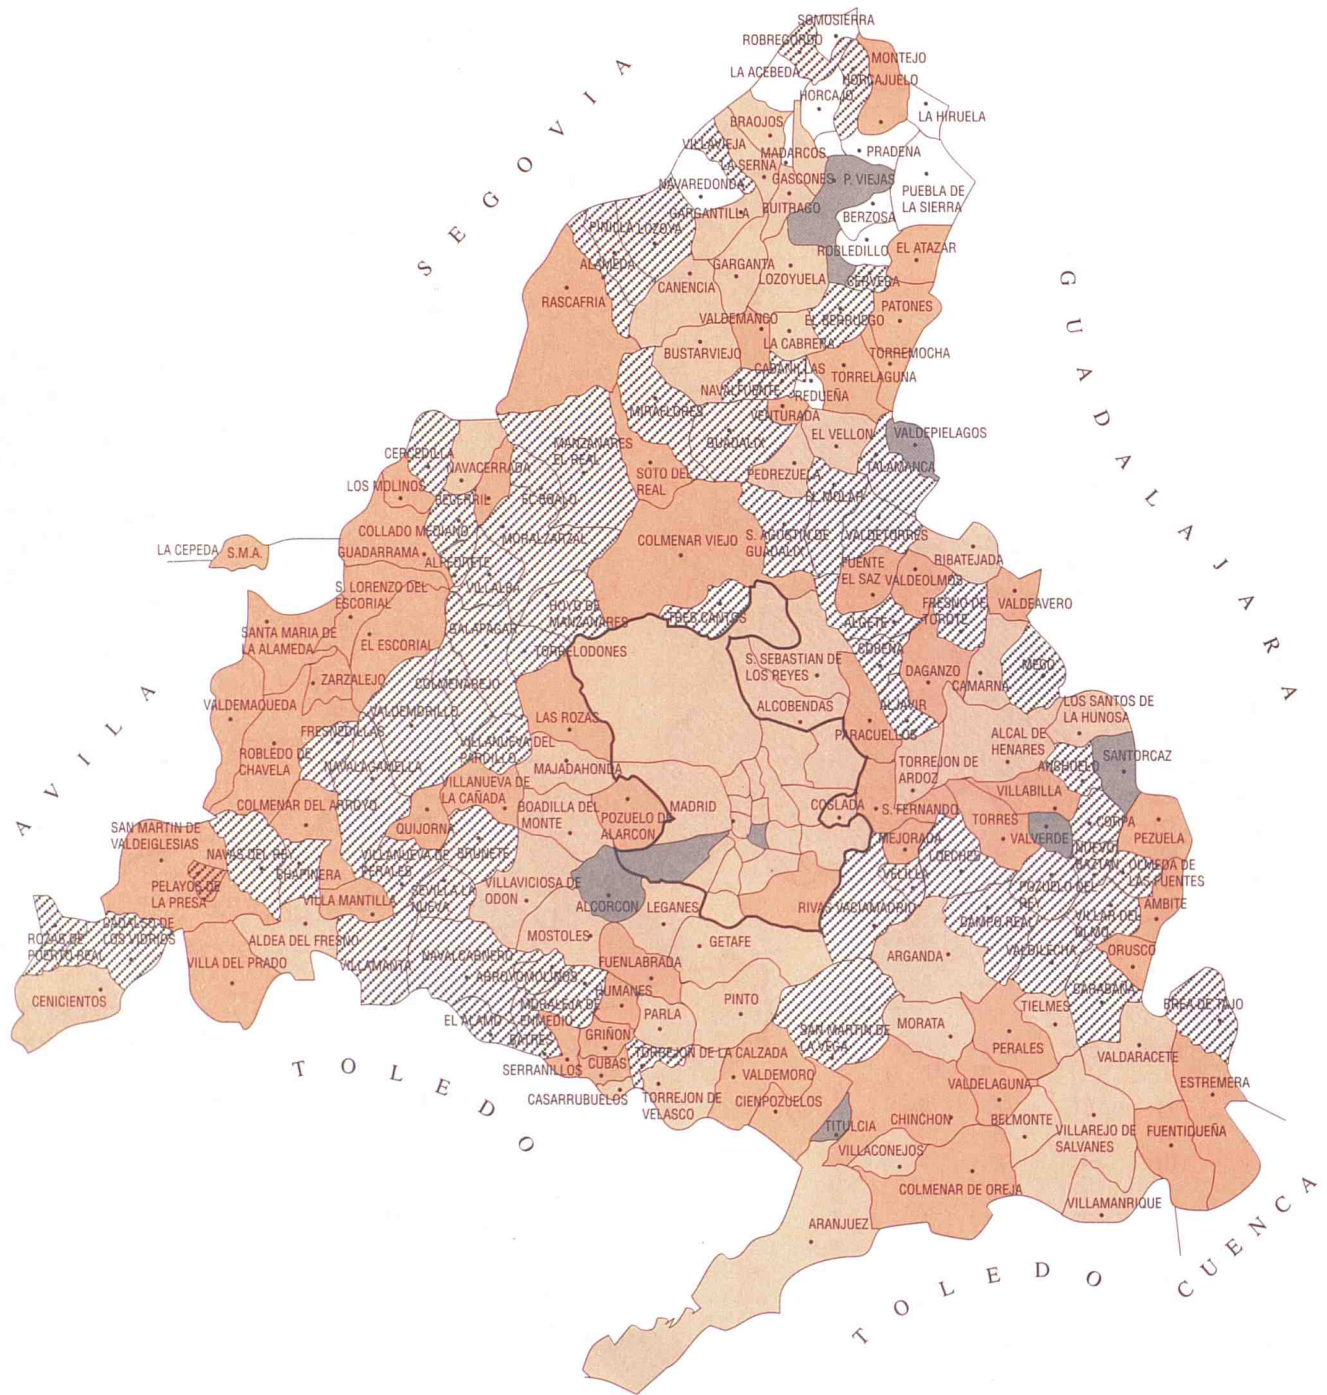 SOMOSIERRA
ROBREGORDO
MONTEJO
LA ACEBEDA
HORCAJUELO
HORCAJO
LA HIRUELA
BRAOJOS
VILLAVIEJA
MADARCOS
PRADENA
LA SERNA
GASCONES
P. VIEJAS
NAVAREDONDA
PUEBLA DE
LA SIERRA
GARGANTILLA
BUITRAGO
BERZOSA
PINILLA
LOZOYA
ROBLEDILLO
EL ATAZAR
ALAMEDA
GARGANTA
LOZOYUELA
CERVERA
CANENCIA
RASCAFRIA
PATONES
VALDEMANCO
EL BERRUEGO
LA CABRERA
BUSTARVIEJO
TORREMOCHA
CABANILLAS
TORRELAGUNA
NAVALFUENTE
REDUEÑA
MIRAFLORES
VENTURADA
GUADALIX
EL VELLON
VALDEPIELAGOS
MANZANARES
EL REAL
CERCEDILLA
NAVACERRADA
SOTO DEL
REAL
PEDREZUELA
TALAMANCA
LOS MOLINOS
BECERRIL
EL BOALO
EL MOLAR
COLLADO MEDIANO
MORALZARZAL
COLMENAR VIEJO
S. AGUSTIN DE
GUADALIX
VALDETORRES
LA CEPEDA
S.M.A.
GUADARRAMA
ALPEDRETE
FUENTE
EL SAZ
VALDEOLMOS
RIBATEJADA
S. LORENZO DEL
ESCORIAL
VILLALBA
HOYO DE
MANZANARES
TRES CANTOS
ALGETE
FRESNO DE
TOROTE
VALDEAVERO
SANTA MARIA DE
LA ALAMEDA
EL ESCORIAL
GALAPAGAR
TORRELODONES
S. SEBASTIAN DE
LOS REYES
COBEÑA
DAGANZO
CAMARNA
MECO
ZARZALEJO
COLMENAREJO
VALDEMAQUEDA
VALDEMORILLO
LAS ROZAS
ALCOBENDAS
AJALVIR
LOS SANTOS DE
LA HUNOSA
FRESNEDILLAS
PARACUELLOS
ALCAL DE
HENARES
ROBLEDO DE
CHAVELA
NAVALAGAMELLA
VILLANUEVA DEL
PARDILLO
MAJADAHONDA
TORREJON DE
ARDOZ
ANCHUELO
SANTORCAZ
COLMENAR DEL ARROYO
VILLANUEVA DE
LA CAÑADA
BOADILLA DEL
MONTE
POZUELO DE
ALARCON
MADRID
COSLADA
S. FERNANDO
VILLABILLA
TORRES
VALVERDE
CORPA
PEZUELA
SAN MARTIN DE
VALDEIGLESIAS
QUIJORNA
MEJORADA
NAVAS DEL REY
CHAPINERA
VILLANUEVA DE
PERALES
BRUNETE
VELILLA
LOECHES
NUEVO
BAZTAN
OLMEDA DE
LAS FUENTES
PELAYOS DE
LA PRESA
VILLA MANTILLA
SEVILLA LA
NUEVA
VILLAVICIOSA DE
ODON
ALCORCON
LEGANES
RIVAS VACIAMADRID
POZUELO DEL
REY
AMBITE
CADALSO DE
LOS VIDRIOS
CAMPO REAL
VILLAR DEL
OLMO
ROZAS DE
PUERTO REAL
ALDEA DEL FRESNO
MOSTOLES
GETAFE
VALDILECHA
ORUSCO
VILLA DEL PRADO
VILLAMANTA
NAVALCARNERO
FUENLABRADA
ARGANDA
CENICIENTOS
ARROYOMOLINOS
HUMANES
PINTO
CARABAÑA
BREA DE TAJO
MORALEJA DE
ENMEDIO
PARLA
TIELMES
EL ALAMO
BATRES
GRIÑON
SAN MARTIN DE
LA VEGA
MORATA
PERALES
VALDARACETE
SERRANILLOS
CUBAS
TORREJON DE LA CALZADA
VALDEMORO
VALDELAGUNA
ESTREMERA
CASARRUBUELOS
TORREJON DE
VELASCO
CIENPOZUELOS
TITULCIA
CHINCHON
BELMONTE
VILLAREJO DE
SALVANES
FUENTIDUEÑA
VILLACONEJOS
COLMENAR DE OREJA
VILLAMANRIQUE
ARANJUEZ
SEGOVIA
GUADALAJARA
AVILA
TOLEDO
TOLEDO
CUENCA